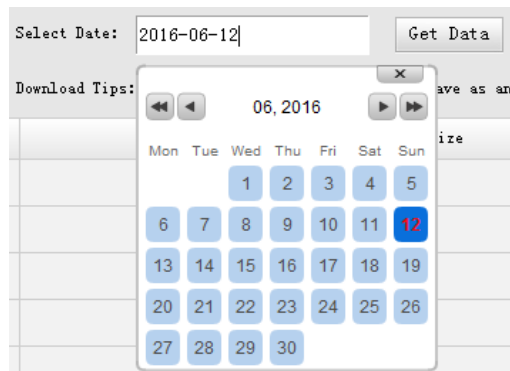 Select Date: 2016-06-12 Get Data
Download Tips: ave as an
06, 2016
ize
Mon Tue Wed Thu Fri Sat Sun
1 2 3 4 5
6 7 8 9 10 11 12
13 14 15 16 17 18 19
20 21 22 23 24 25 26
27 28 29 30